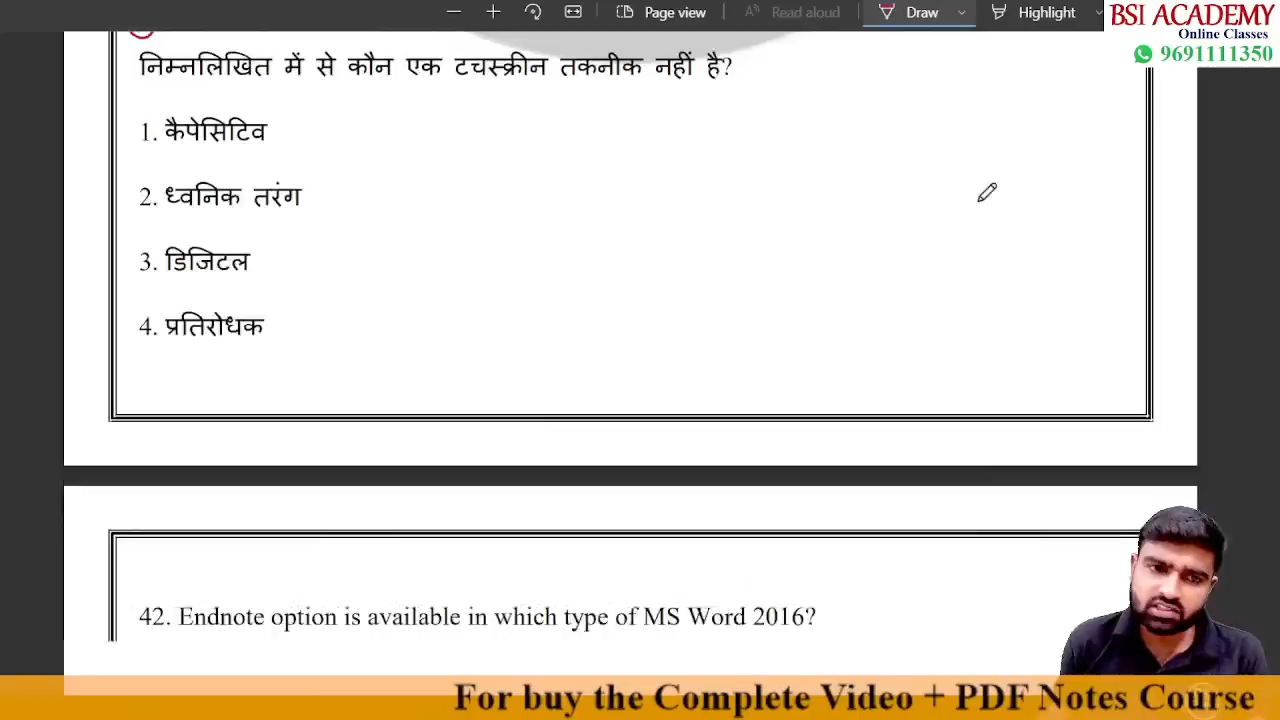 Page view
Read aloud
Draw
Highlight
BSI ACADEMY
Online Classes
9691111350
निम्नलिखित में से कौन एक टचस्क्रीन तकनीक नहीं है?
1. कैपेसिटिव
2. ध्वनिक तरंग
3. डिजिटल
4. प्रतिरोधक
42. Endnote option is available in which type of MS Word 2016?
For buy the Complete Video + PDF Notes Course